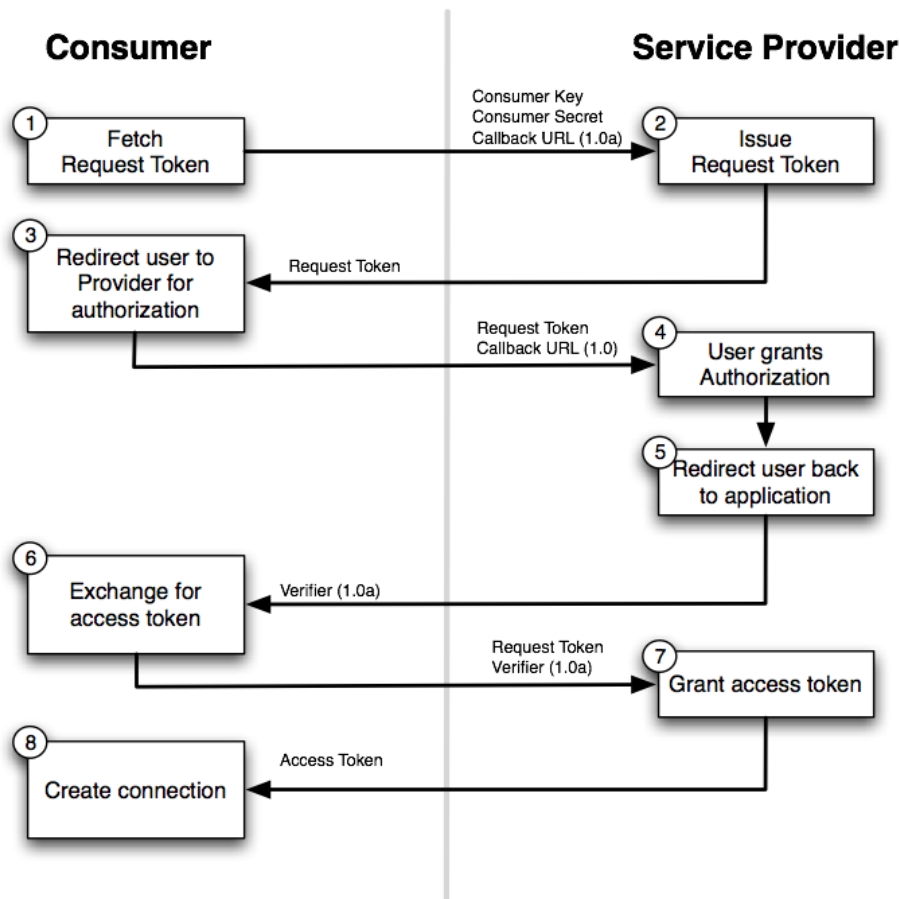 Consumer
Service Provider
Consumer Key
Consumer Secret
Callback URL (1.0a)
1
Fetch
Request Token
2
Issue
Request Token
3
Redirect user to
Provider for
authorization
Request Token
Request Token
Callback URL (1.0)
4
User grants
Authorization
5
Redirect user back
to application
6
Exchange for
access token
Verifier (1.0a)
Request Token
Verifier (1.0a)
7
Grant access token
8
Create connection
Access Token